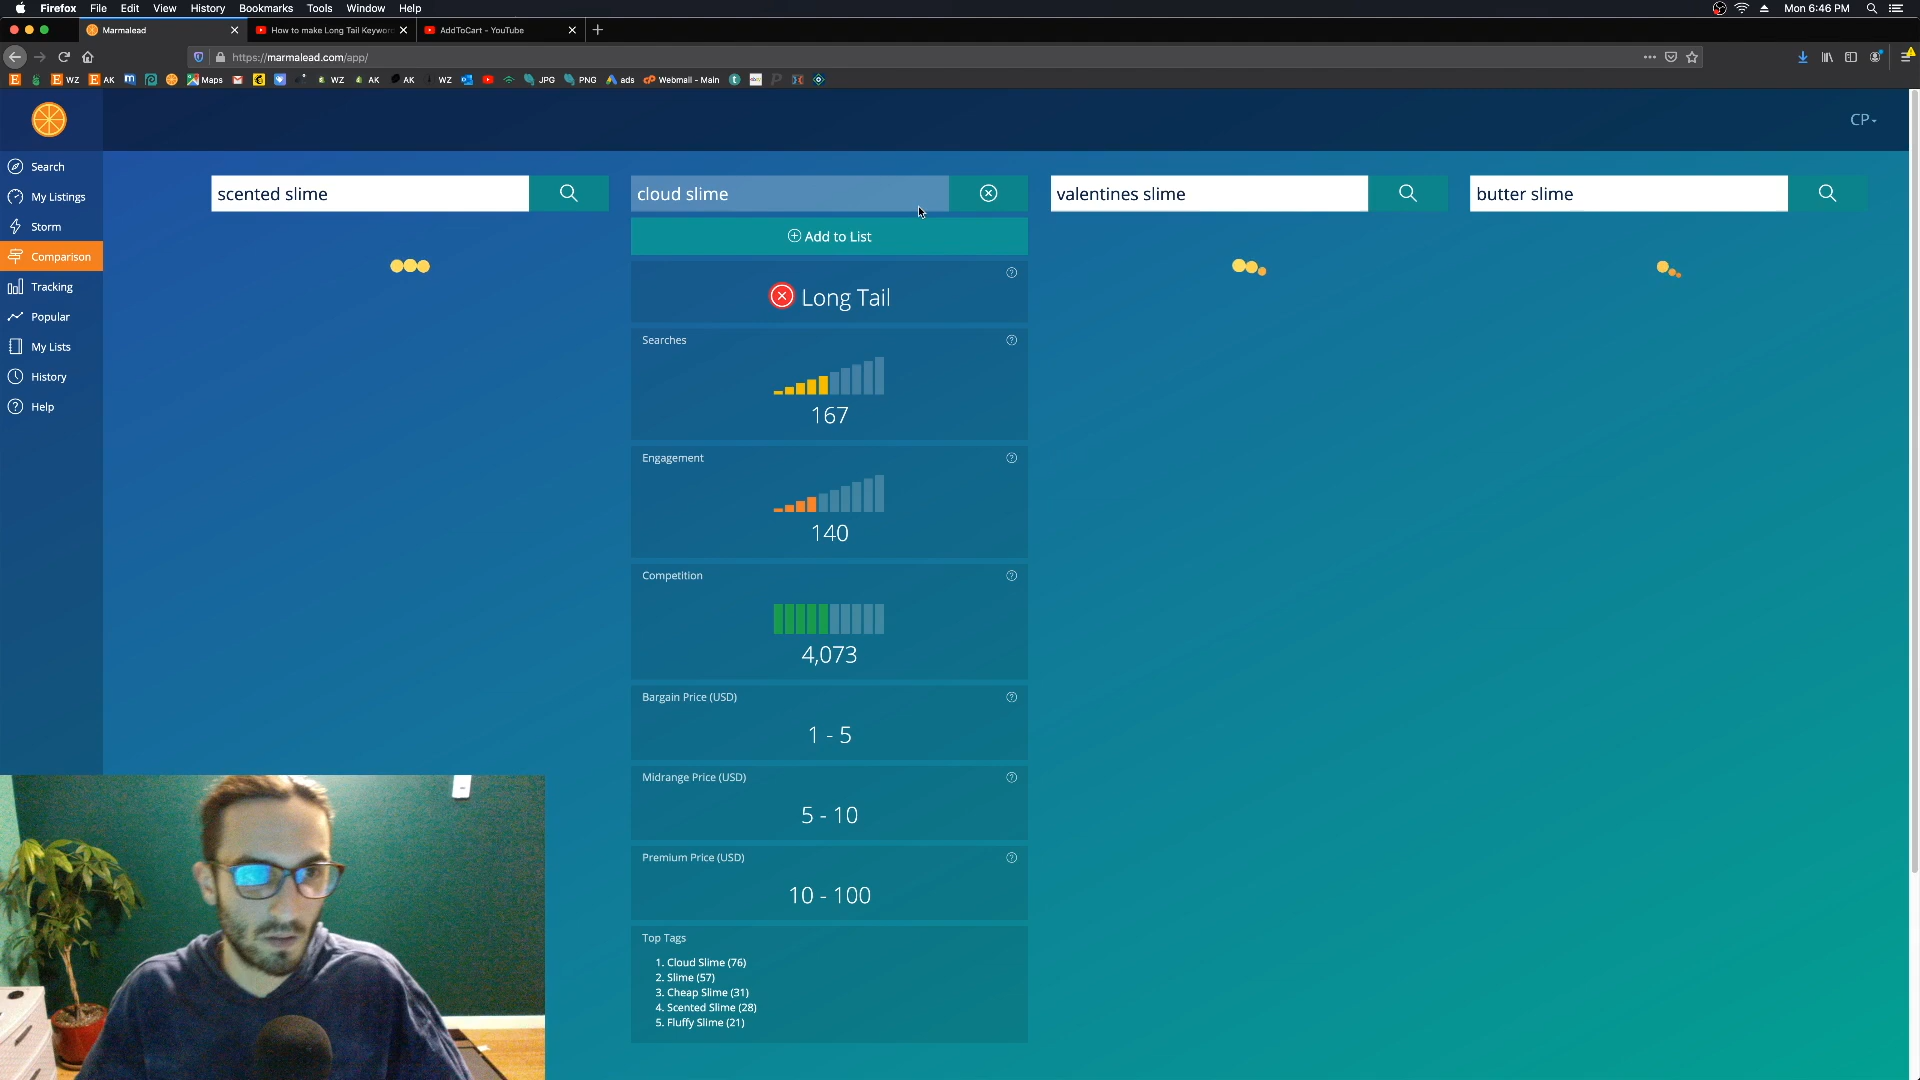 Firefox File Edit View History Bookmarks Tools Window Help Mon 6:46 PM
Marmalead How to make Long Tail Keywor AddToCart - YouTube
https://marmalead.com/app/
WZ AK Maps WZ AK AK WZ JPG PNG ads Webmail - Main
CP
Search
My Listings
Storm
Comparison
Tracking
Popular
My Lists
History
Help
scented slime
cloud slime
valentines slime
butter slime
Add to List
Long Tail
Searches
167
Engagement
140
Competition
4,073
Bargain Price (USD)
1 - 5
Midrange Price (USD)
5 - 10
Premium Price (USD)
10 - 100
Top Tags
1. Cloud Slime (76)
2. Slime (57)
3. Cheap Slime (31)
4. Scented Slime (28)
5. Fluffy Slime (21)